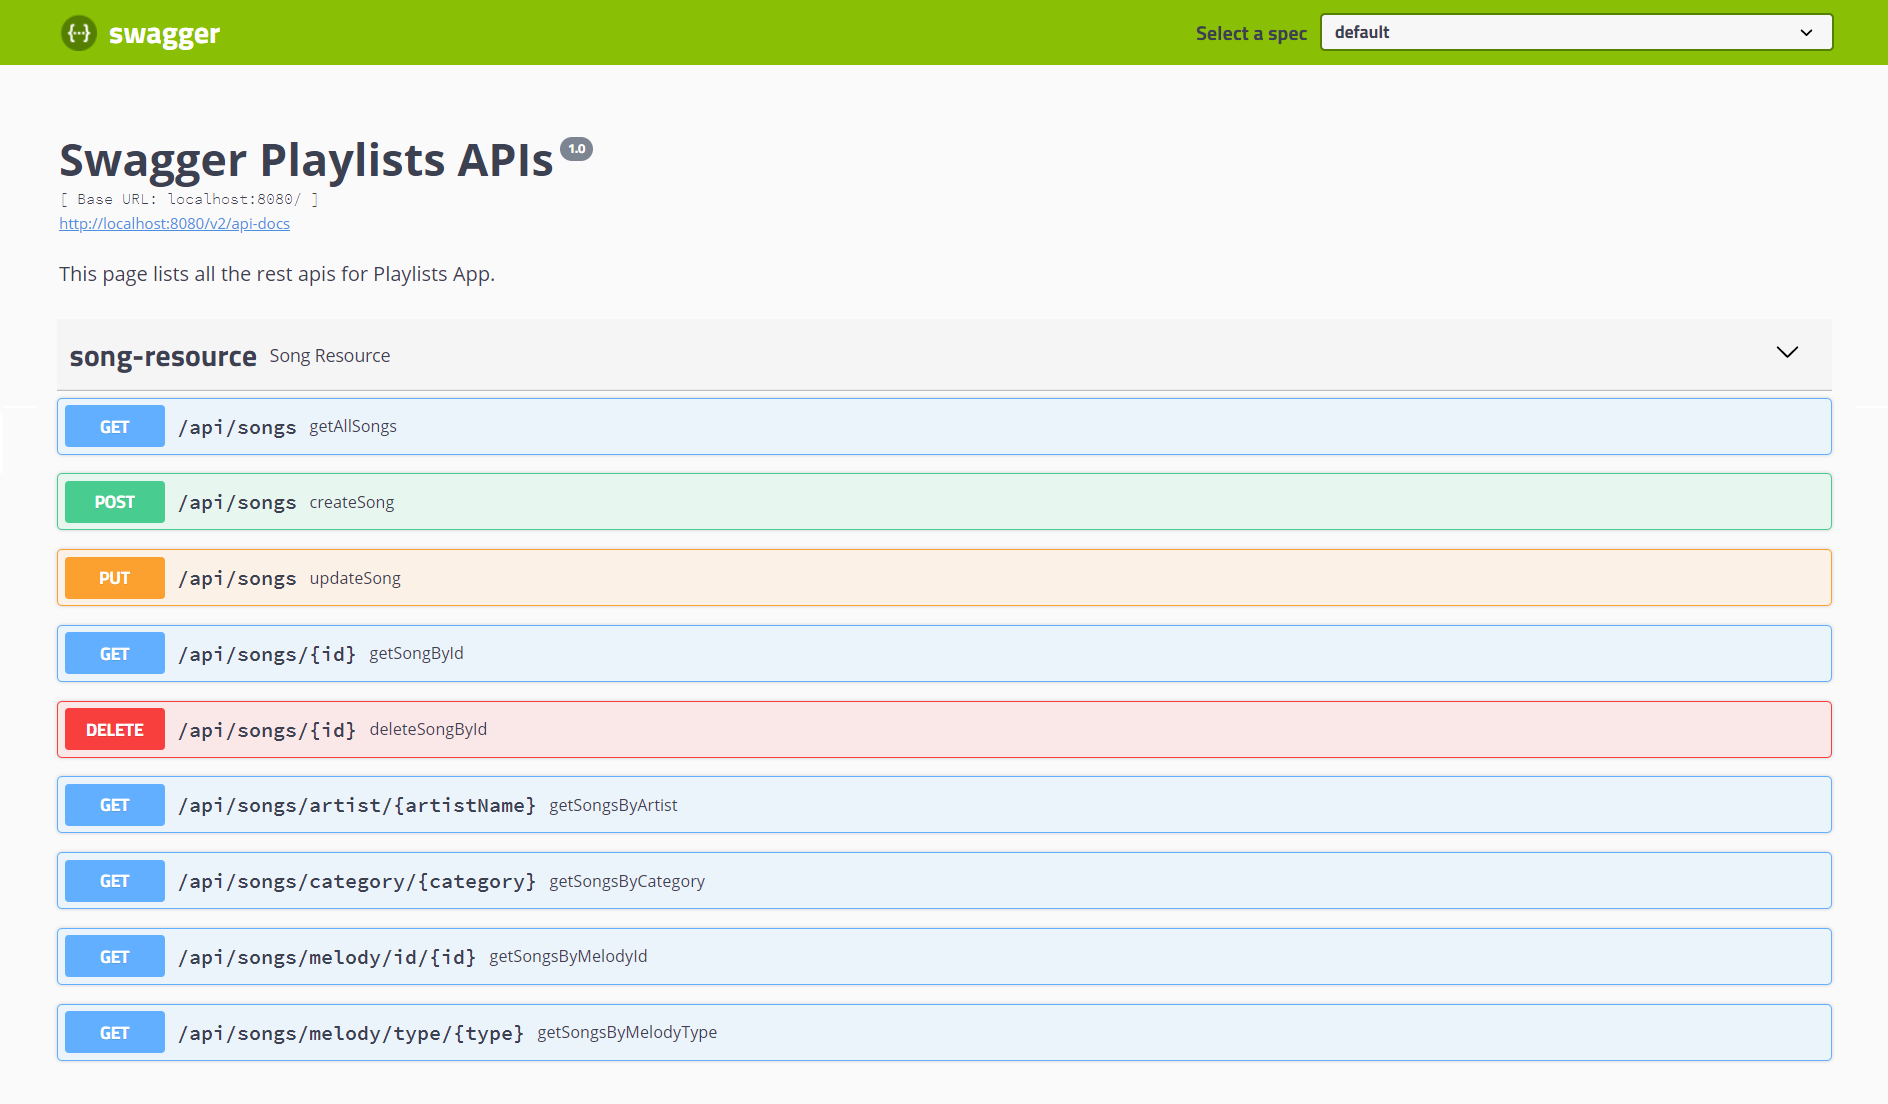 {...} swagger Select a spec default
Swagger Playlists APIs 1.0
[ Base URL: localhost:8080/ ]
http://localhost:8080/v2/api-docs
This page lists all the rest apis for Playlists App.
song-resource Song Resource
GET /api/songs getAllSongs
POST /api/songs createSong
PUT /api/songs updateSong
GET /api/songs/{id} getSongById
DELETE /api/songs/{id} deleteSongById
GET /api/songs/artist/{artistName} getSongsByArtist
GET /api/songs/category/{category} getSongsByCategory
GET /api/songs/melody/id/{id} getSongsByMelodyId
GET /api/songs/melody/type/{type} getSongsByMelodyType